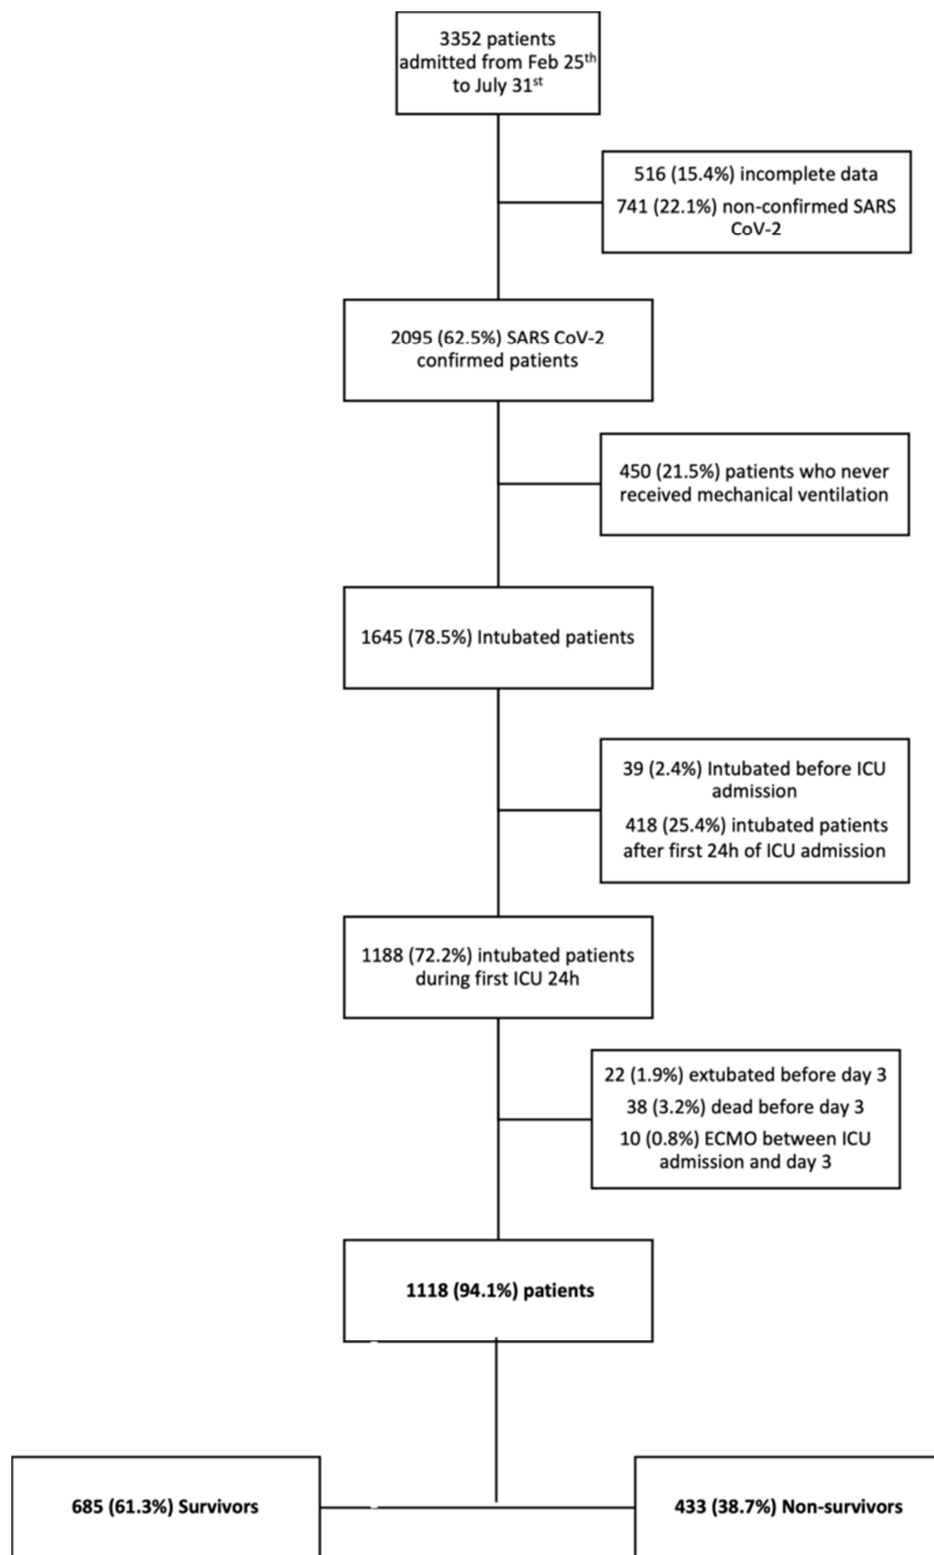 3352 patients
admitted from Feb 25th
to July 31st
516 (15.4%) incomplete data
741 (22.1%) non-confirmed SARS
CoV-2
2095 (62.5%) SARS CoV-2
confirmed patients
450 (21.5%) patients who never
received mechanical ventilation
1645 (78.5%) Intubated patients
39 (2.4%) Intubated before ICU
admission
418 (25.4%) intubated patients
after first 24h of ICU admission
1188 (72.2%) intubated patients
during first ICU 24h
22 (1.9%) extubated before day 3
38 (3.2%) dead before day 3
10 (0.8%) ECMO between ICU
admission and day 3
1118 (94.1%) patients
685 (61.3%) Survivors
433 (38.7%) Non-survivors